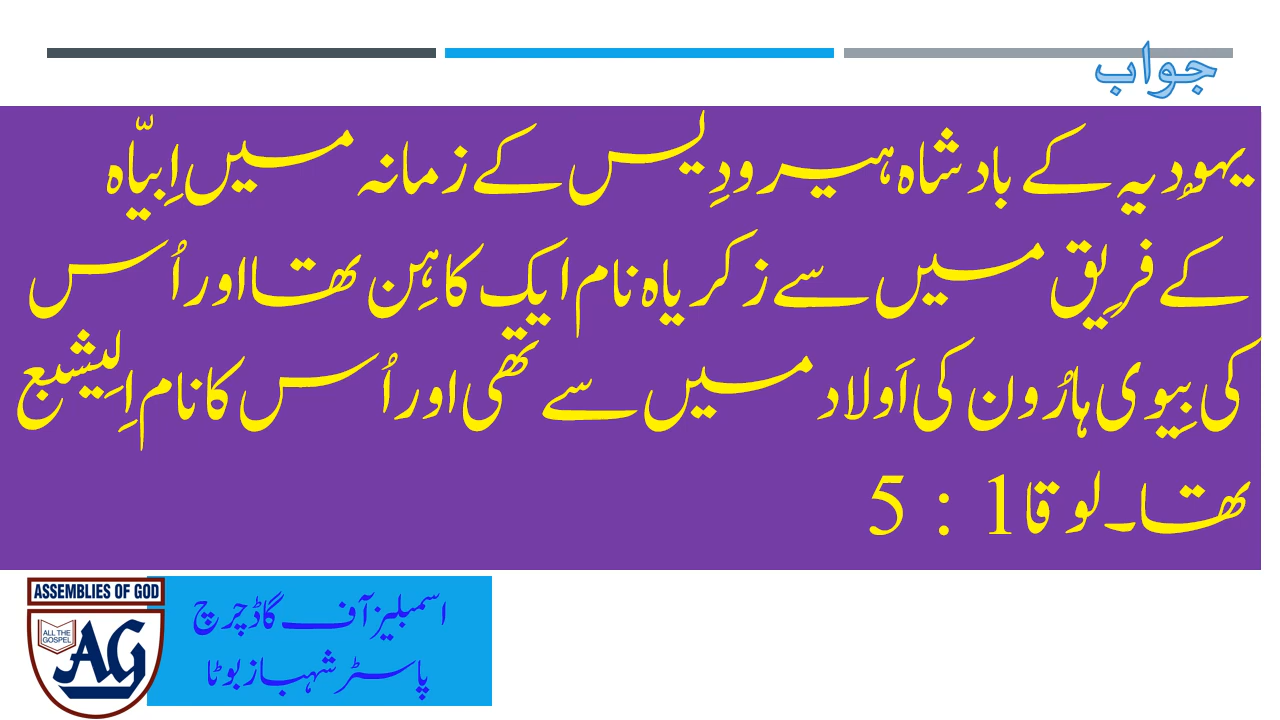 جواب
یہوُدیہ کے بادشاہ ہیرودِیس کے زمانہ میں اِبیّاہ
کے فرِیق میں سے زکریاہ نام ایک کاہِن تھا اور اُس
کی بِیوی ہارُون کی اَولاد میں سے تھی اور اُس کا نام اِلِیشبع
تھا۔ لوقا 1 : 5
ASSEMBLIES OF GOD
ALL THE
GOSPEL
AG
اسمبلیز آف گاڈ چرچ
پاسٹر شہباز بوٹا